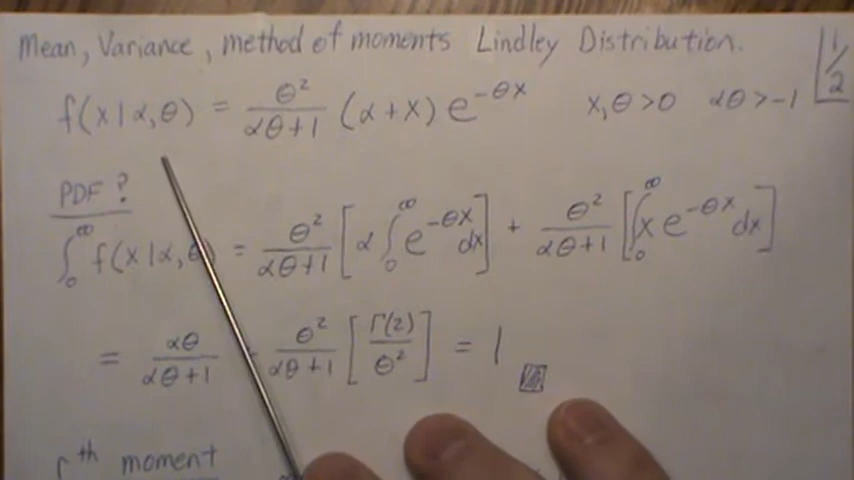 Mean, Variance, method of moments Lindley Distribution.
1/2
f(x|α,θ) = θ²/(αθ+1) (α+x) e^{-θx} x,θ>0 αθ>-1
PDF?
∫₀^∞ f(x|α,θ) = θ²/(αθ+1) [α ∫₀^∞ e^{-θx} dx] + θ²/(αθ+1) [∫₀^∞ x e^{-θx} dx]
= αθ/(αθ+1) + θ²/(αθ+1) [Γ(2)/θ²] = 1
rth moment